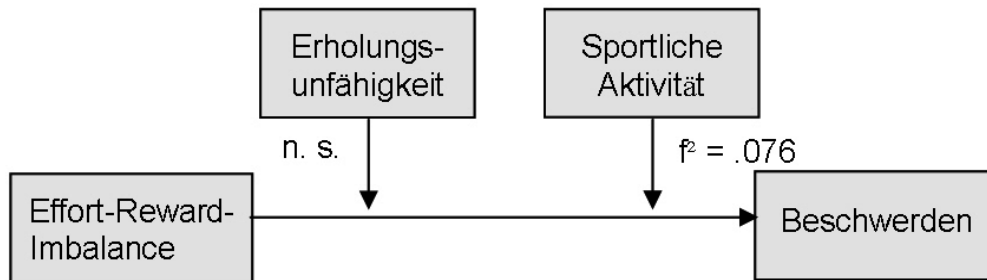 Erholungs-
unfähigkeit
Sportliche
Aktivität
n. s.
f² = .076
Effort-Reward-
Imbalance
Beschwerden